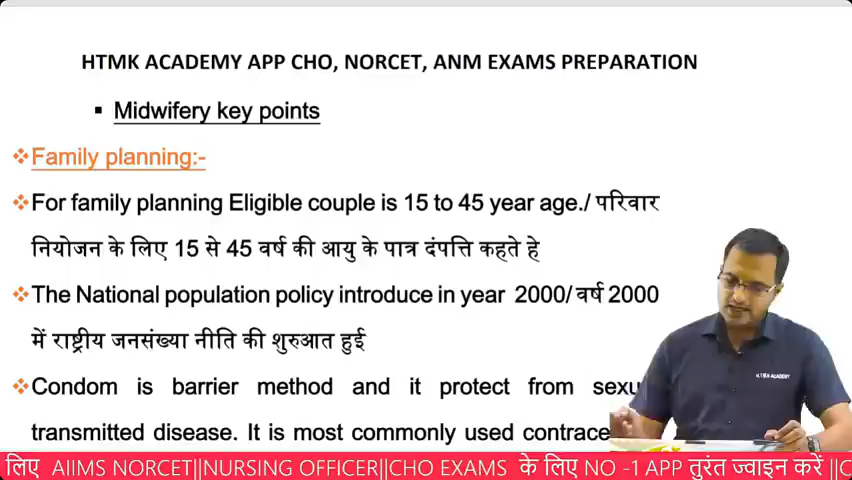 HTMK ACADEMY APP CHO, NORCET, ANM EXAMS PREPARATION
▪ Midwifery key points
❖Family planning:-
❖For family planning Eligible couple is 15 to 45 year age./ परिवार
नियोजन के लिए 15 से 45 वर्ष की आयु के पात्र दंपत्ति कहते हे
❖The National population policy introduce in year 2000/ वर्ष 2000
में राष्ट्रीय जनसंख्या नीति की शुरुआत हुई
❖Condom is barrier method and it protect from
transmitted disease. It is most commonly used
H.T.M.K ACADEMY
लिए AIIMS NORCET||NURSING OFFICER||CHO EXAMS के लिए NO -1 APP तुरंत ज्वाइन करें ||C